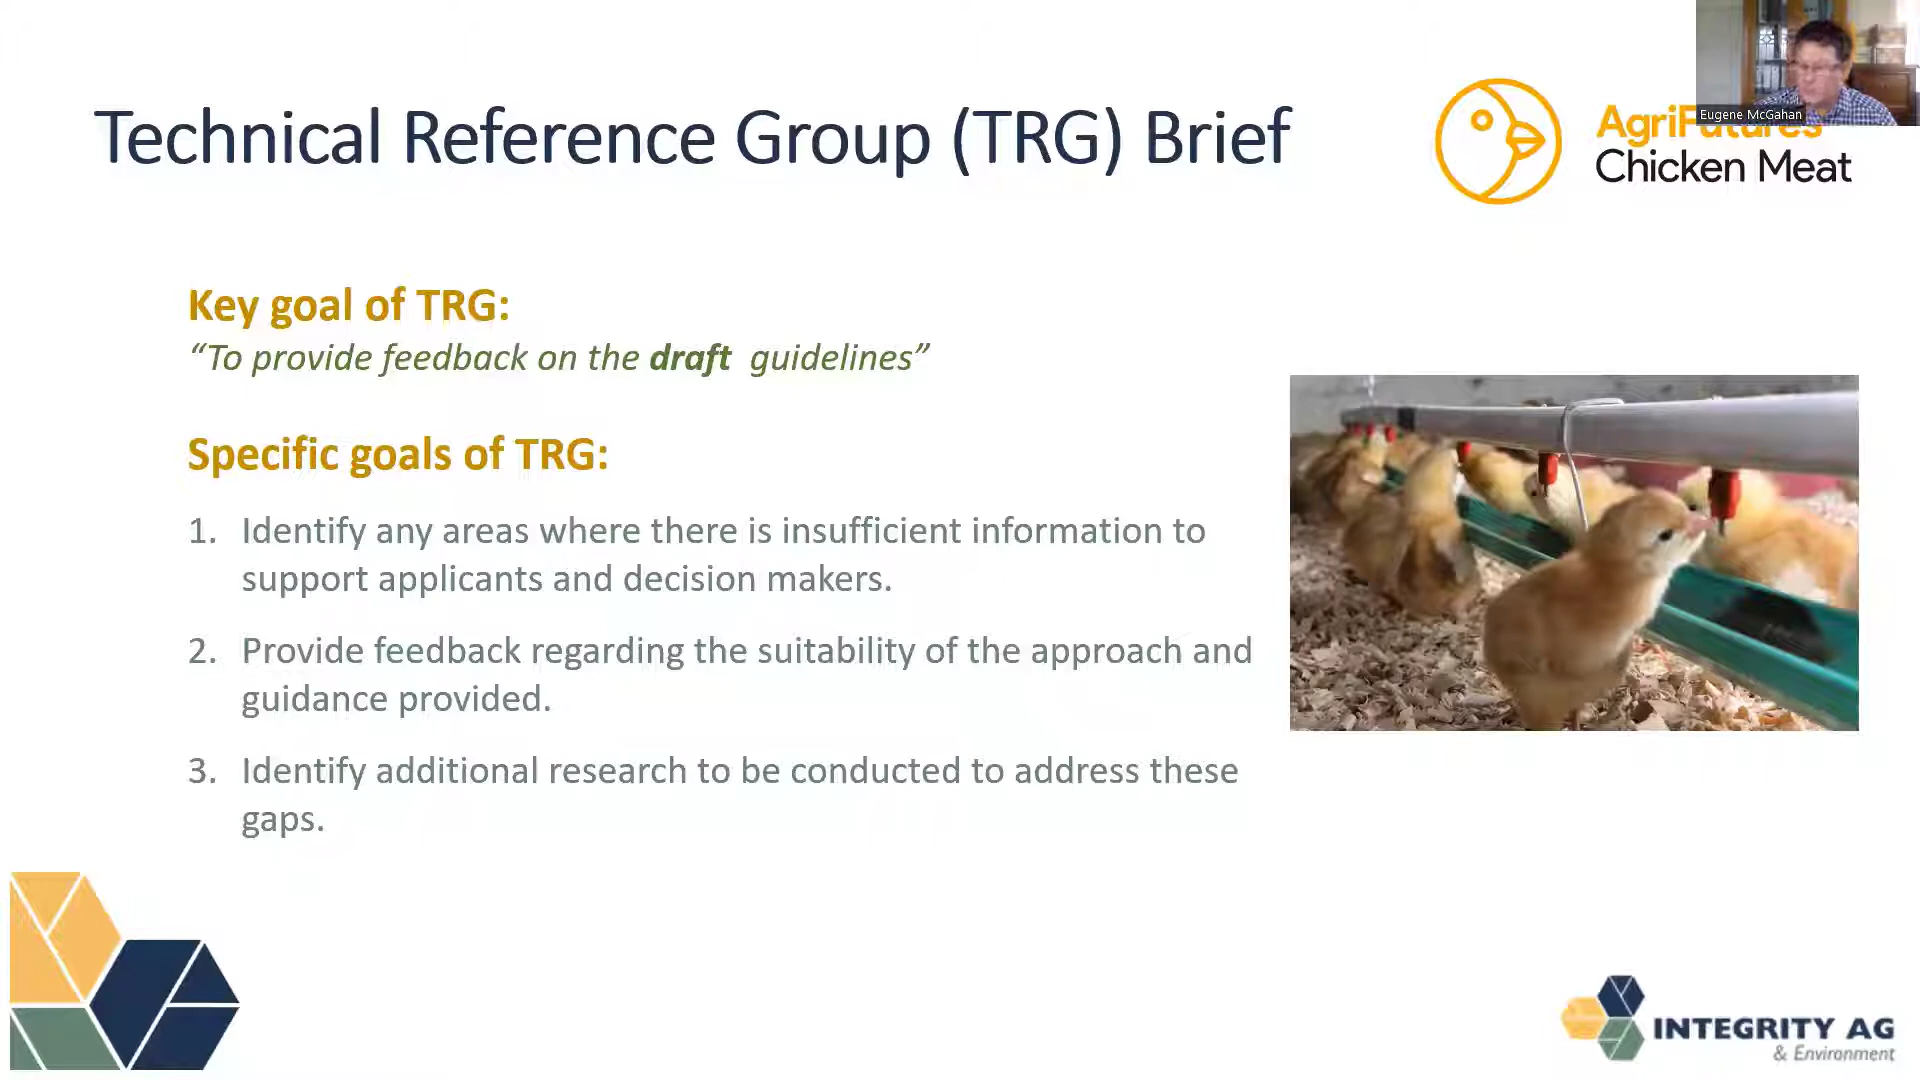 Eugene McGahan
Technical Reference Group (TRG) Brief
AgriFutures
Chicken Meat
Key goal of TRG:
“To provide feedback on the draft guidelines”
Specific goals of TRG:
1. Identify any areas where there is insufficient information to
support applicants and decision makers.
2. Provide feedback regarding the suitability of the approach and
guidance provided.
3. Identify additional research to be conducted to address these
gaps.
INTEGRITY AG
& Environment